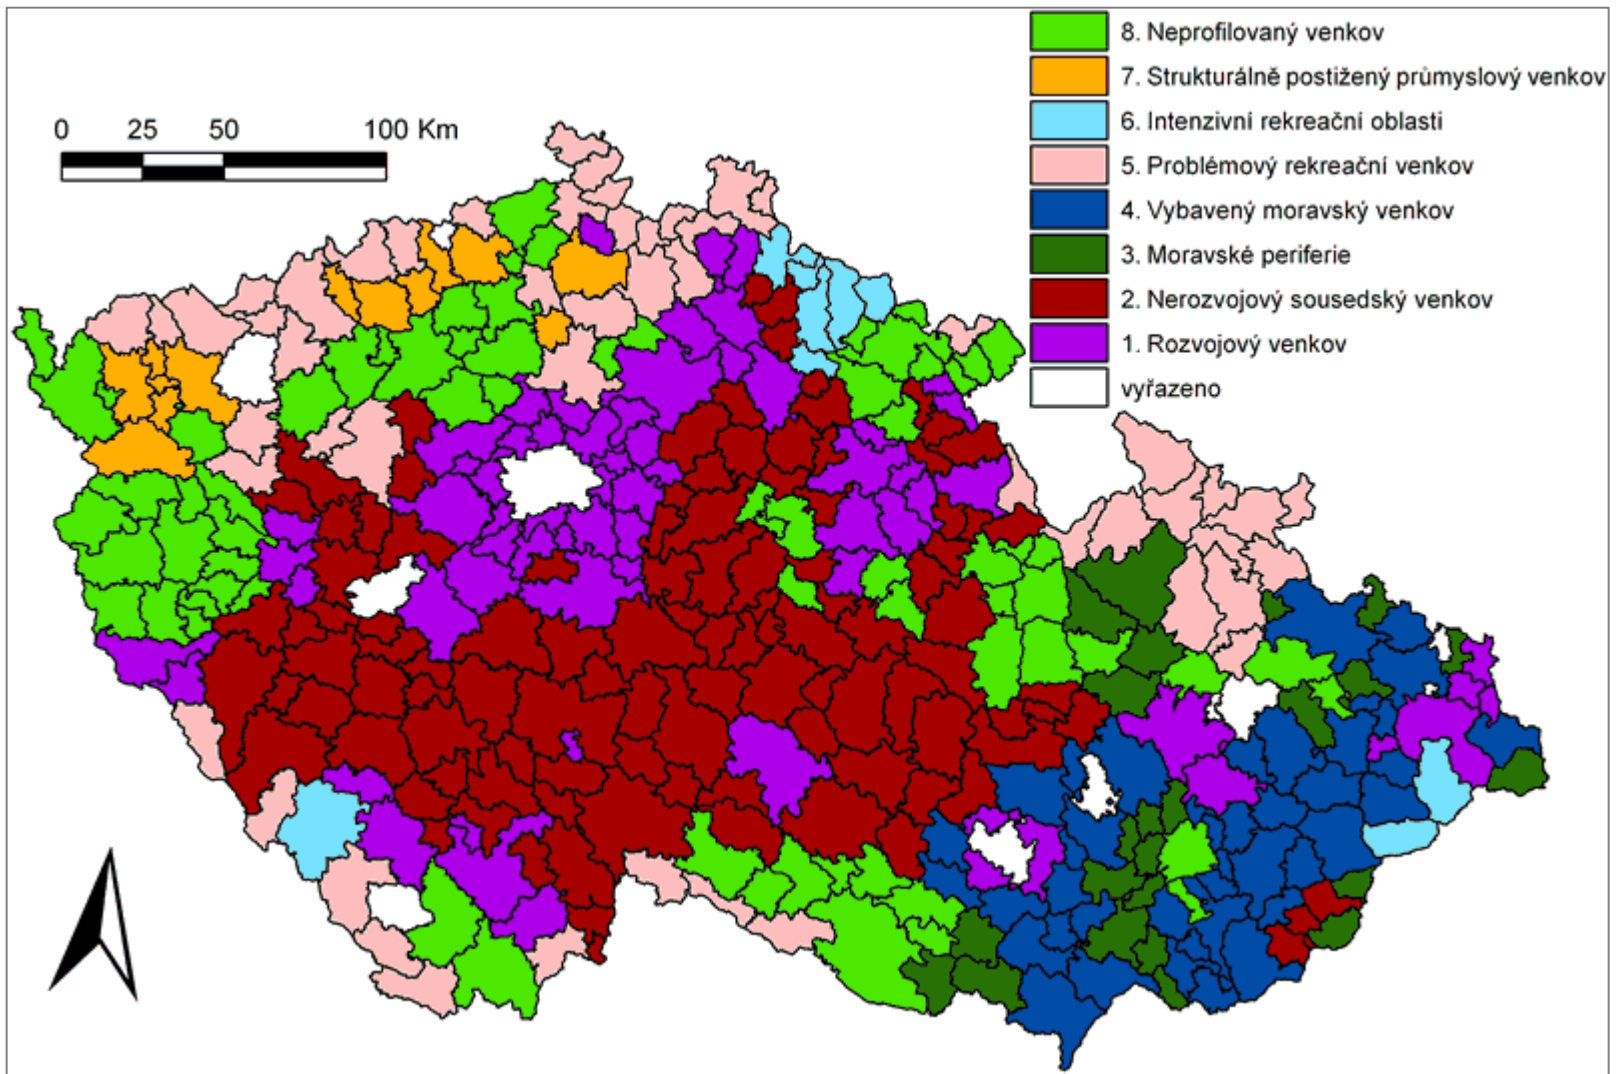 8. Neprofilovaný venkov
7. Strukturálně postižený průmyslový venkov
6. Intenzivní rekreační oblasti
5. Problémový rekreační venkov
4. Vybavený moravský venkov
3. Moravské periferie
2. Nerozvojový sousedský venkov
1. Rozvojový venkov
vyřazeno
0 25 50 100 Km